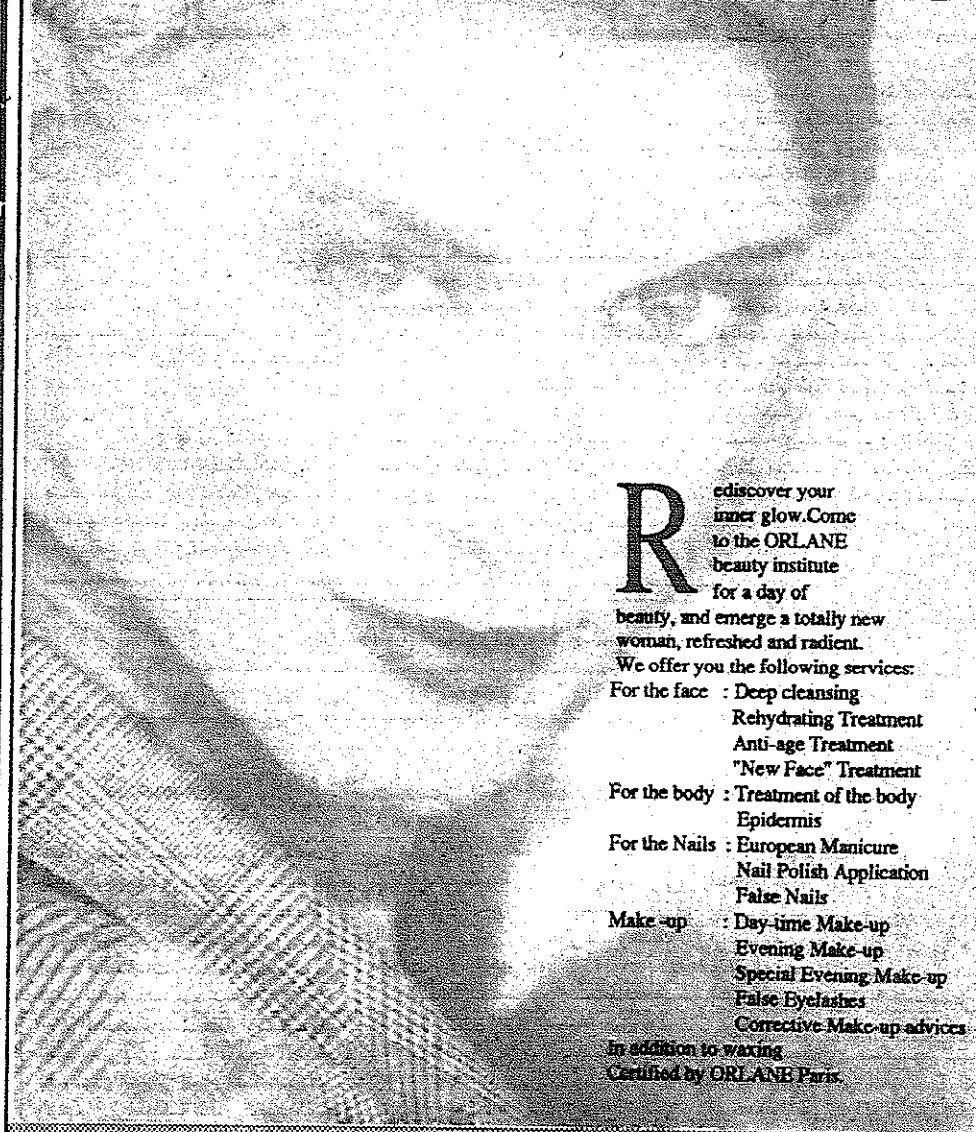 Rediscover your
inner glow.Come
to the ORLANE
beauty institute
for a day of
beauty, and emerge a totally new
woman, refreshed and radient.
We offer you the following services:
For the face : Deep cleansing
Rehydrating Treatment
Anti-age Treatment
"New Face" Treatment
For the body : Treatment of the body
Epidermis
For the Nails : European Manicure
Nail Polish Application
False Nails
Make -up : Day-time Make-up
Evening Make-up
Special Evening Make-up
False Eyelashes
Corrective Make-up advices
In addition to waxing
Certified by ORLANE Paris.